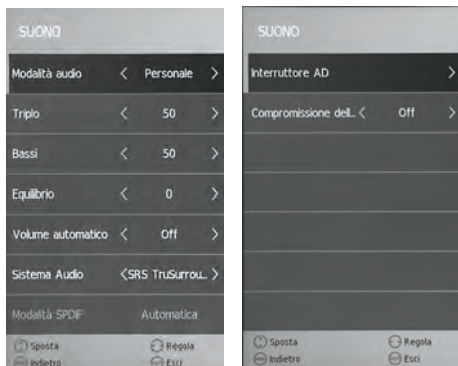 SUONO
Modalità audio < Personale >
Triplo < 50 >
Bassi < 50 >
Equilibrio < 0 >
Volume automatico < Off >
Sistema Audio <SRS TruSurrou... >
Modalità SPDIF Automatica
Sposta Regola
Indietro Esci
SUONO
Interruttore AD >
Compromissione dell... < Off >
Sposta Regola
Indietro Esci